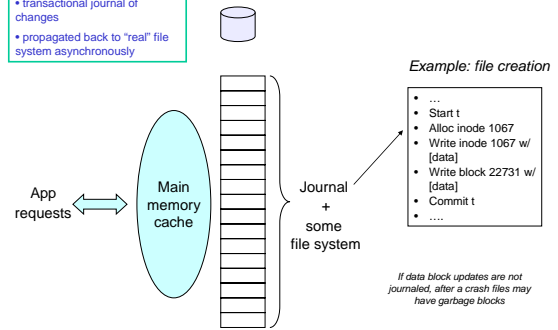 • transactional journal of
changes
• propagated back to "real" file
system asynchronously
Example: file creation
• …
• Start t
• Alloc inode 1067
• Write inode 1067 w/
[data]
• Write block 22731 w/
[data]
• Commit t
• ….
App
requests
Main
memory
cache
Journal
+
some
file system
If data block updates are not
journaled, after a crash files may
have garbage blocks